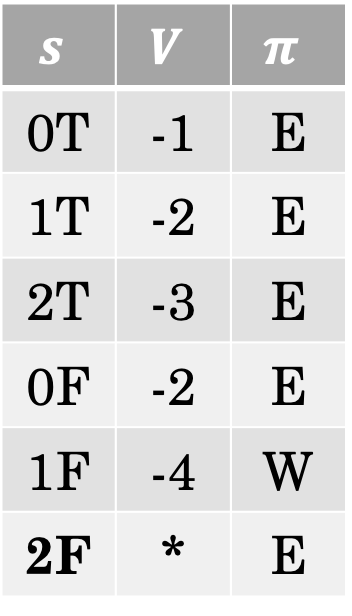 s V π
0T -1 E
1T -2 E
2T -3 E
0F -2 E
1F -4 W
2F * E